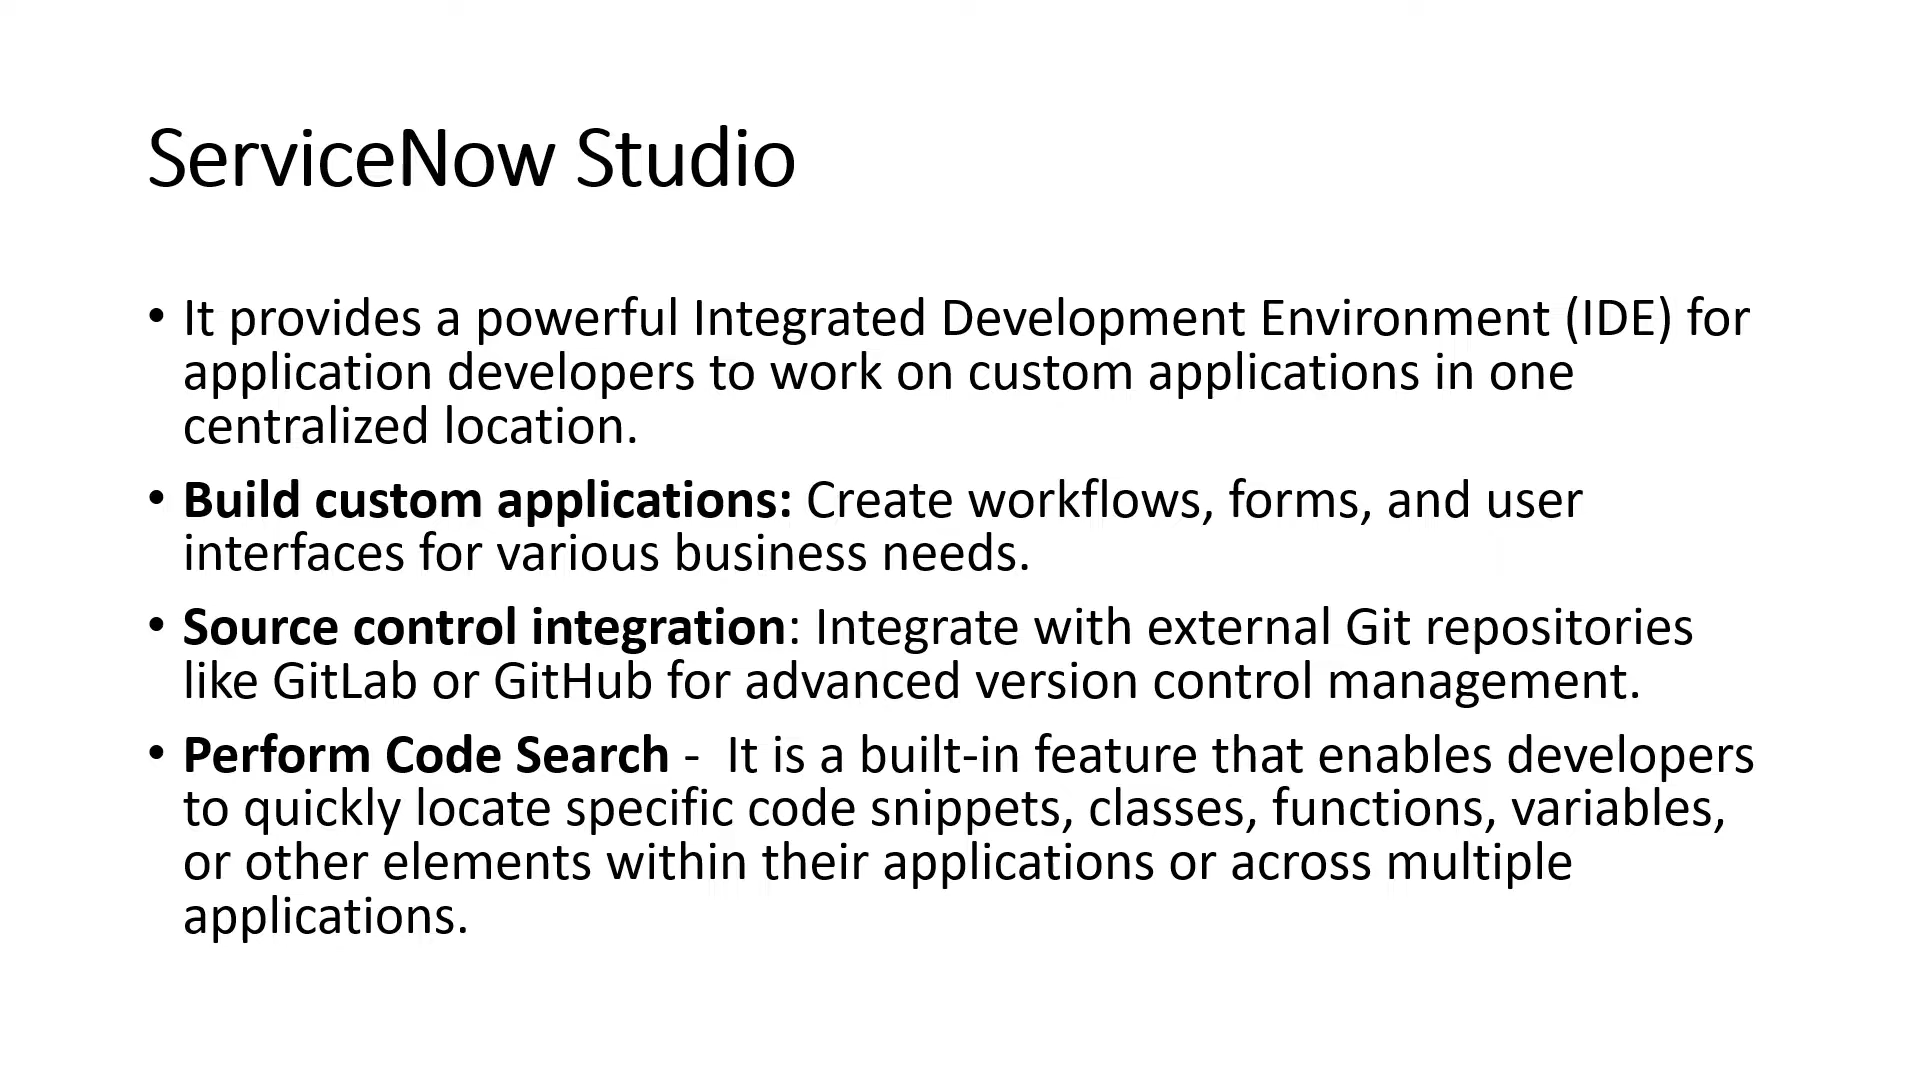 ServiceNow Studio
• It provides a powerful Integrated Development Environment (IDE) for
application developers to work on custom applications in one
centralized location.
• Build custom applications: Create workflows, forms, and user
interfaces for various business needs.
• Source control integration: Integrate with external Git repositories
like GitLab or GitHub for advanced version control management.
• Perform Code Search -  It is a built-in feature that enables developers
to quickly locate specific code snippets, classes, functions, variables,
or other elements within their applications or across multiple
applications.